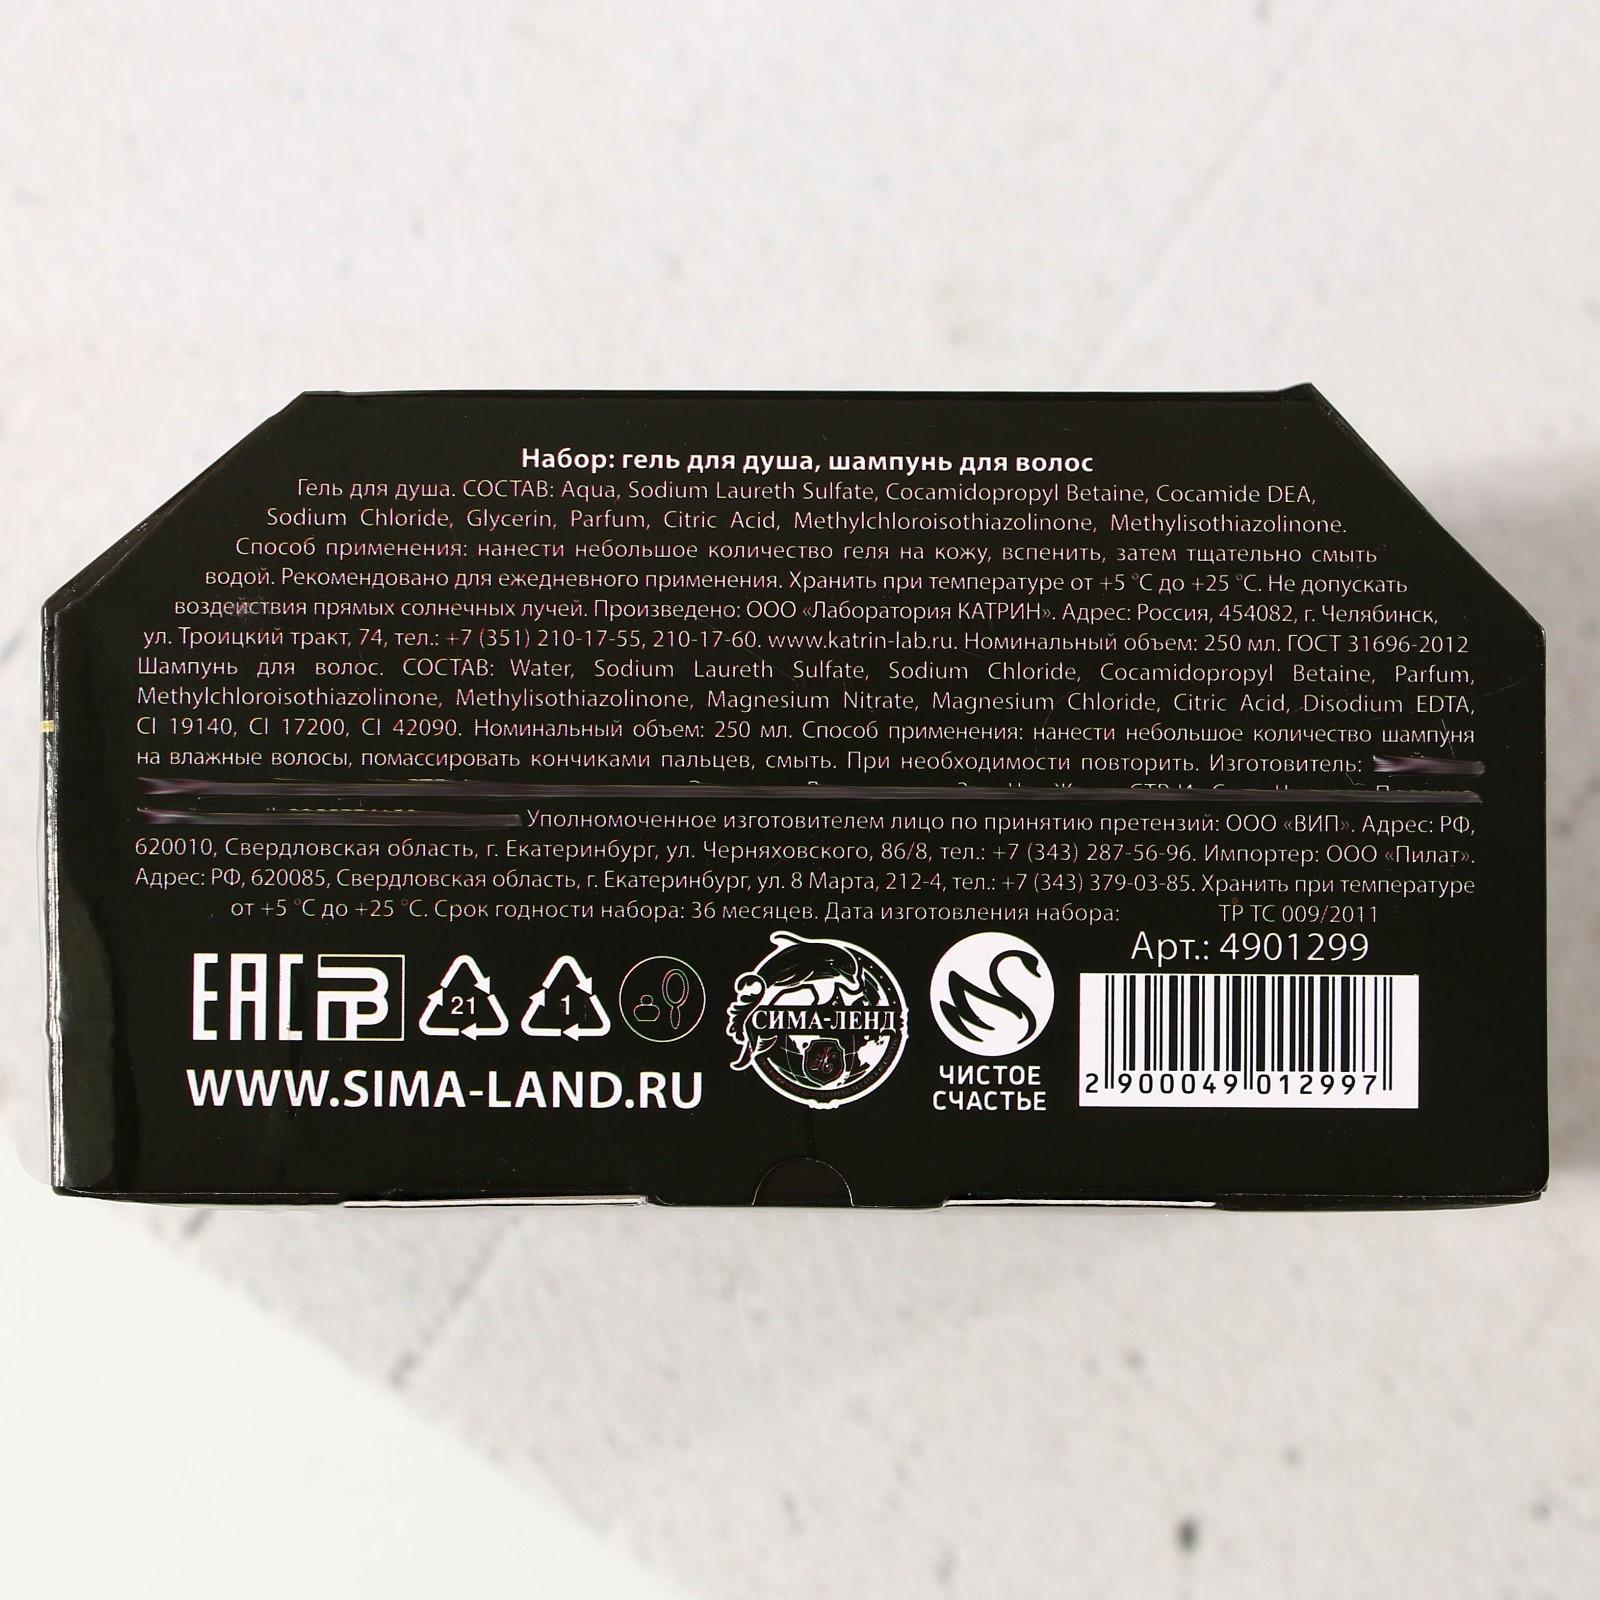 Набор: гель для душа, шампунь для волос
Гель для душа. СОСТАВ: Aqua, Sodium Laureth Sulfate, Cocamidopropyl Betaine, Cocamide DEA,
Sodium Chloride, Glycerin, Parfum, Citric Acid, Methylchloroisothiazolinone, Methylisothiazolinone.
Способ применения: нанести небольшое количество геля на кожу, вспенить, затем тщательно смыть
водой. Рекомендовано для ежедневного применения. Хранить при температуре от +5 °C до +25 °C. Не допускать
воздействия прямых солнечных лучей. Произведено: ООО «Лаборатория КАТРИН». Адрес: Россия, 454082, г. Челябинск,
ул. Троицкий тракт, 74, тел.: +7 (351) 210-17-55, 210-17-60. www.katrin-lab.ru. Номинальный объем: 250 мл. ГОСТ 31696-2012
Шампунь для волос. СОСТАВ: Water, Sodium Laureth Sulfate, Sodium Chloride, Cocamidopropyl Betaine, Parfum,
Methylchloroisothiazolinone, Methylisothiazolinone, Magnesium Nitrate, Magnesium Chloride, Citric Acid, Disodium EDTA,
CI 19140, CI 17200, CI 42090. Номинальный объем: 250 мл. Способ применения: нанести небольшое количество шампуня
на влажные волосы, помассировать кончиками пальцев, смыть. При необходимости повторить. Изготовитель:
Уполномоченное изготовителем лицо по принятию претензий: ООО «ВИП». Адрес: РФ,
620010, Свердловская область, г. Екатеринбург, ул. Черняховского, 86/8, тел.: +7 (343) 287-56-96. Импортер: ООО «Пилат».
Адрес: РФ, 620085, Свердловская область, г. Екатеринбург, ул. 8 Марта, 212-4, тел.: +7 (343) 379-03-85. Хранить при температуре
от +5 °C до +25 °C. Срок годности набора: 36 месяцев. Дата изготовления набора: ТР ТС 009/2011
Арт.: 4901299
EAC
21
1
СИМА-ЛЕНД
ЧИСТОЕ
СЧАСТЬЕ
WWW.SIMA-LAND.RU
2 900049 012997